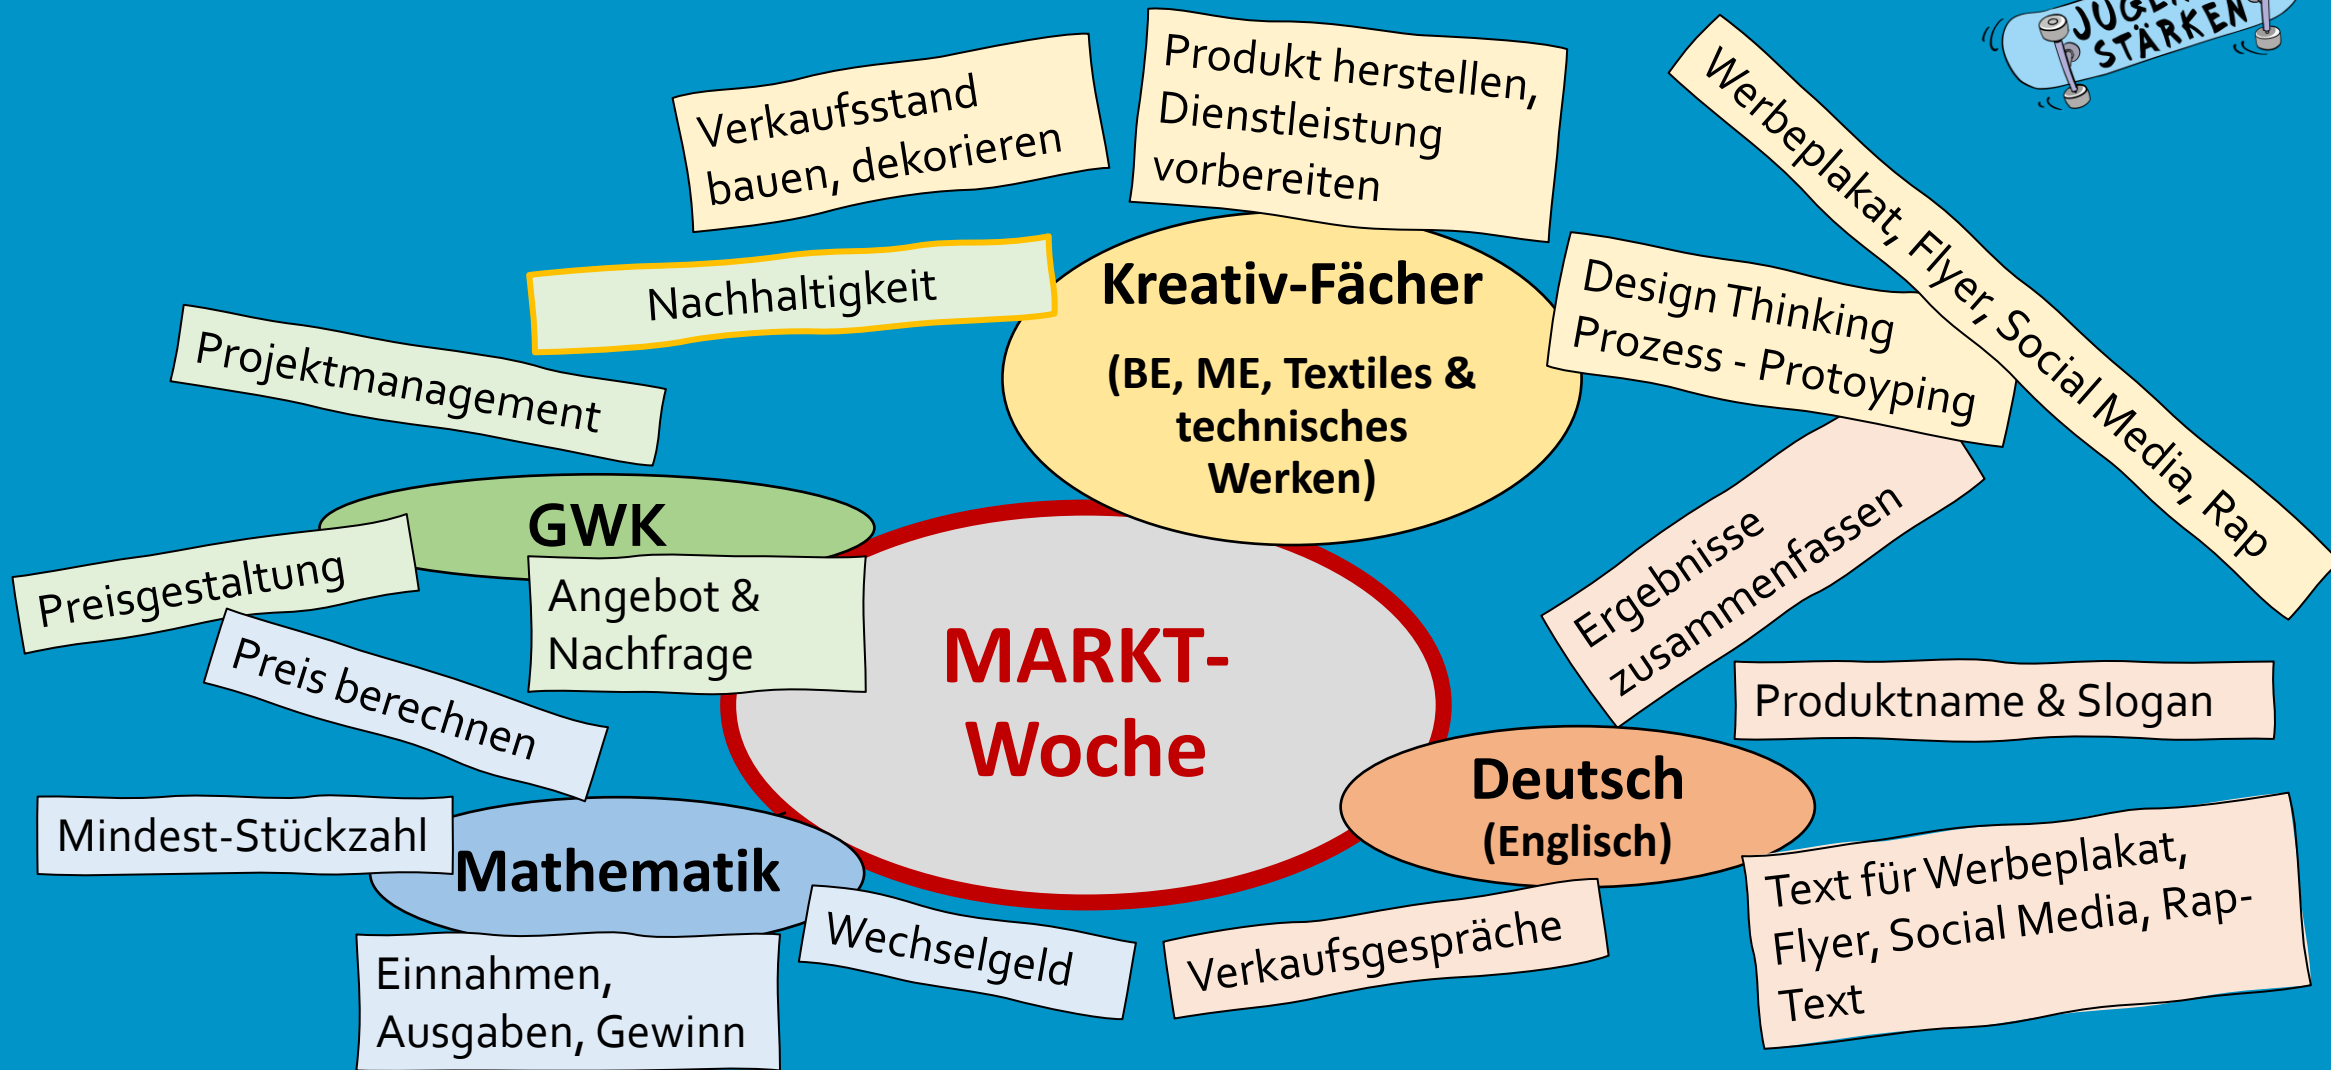 STÄRKEN
Verkaufsstand
bauen, dekorieren
Produkt herstellen,
Dienstleistung
vorbereiten
Werbeplakat, Flyer, Social Media, Rap
Nachhaltigkeit
Kreativ-Fächer
(BE, ME, Textiles &
technisches
Werken)
Design Thinking
Prozess - Protoyping
Projektmanagement
GWK
Preisgestaltung
Angebot &
Nachfrage
Preis berechnen
MARKT-
Woche
Ergebnisse
zusammenfassen
Produktname & Slogan
Deutsch
(Englisch)
Mindest-Stückzahl
Mathematik
Text für Werbeplakat,
Flyer, Social Media, Rap-
Text
Wechselgeld
Verkaufsgespräche
Einnahmen,
Ausgaben, Gewinn